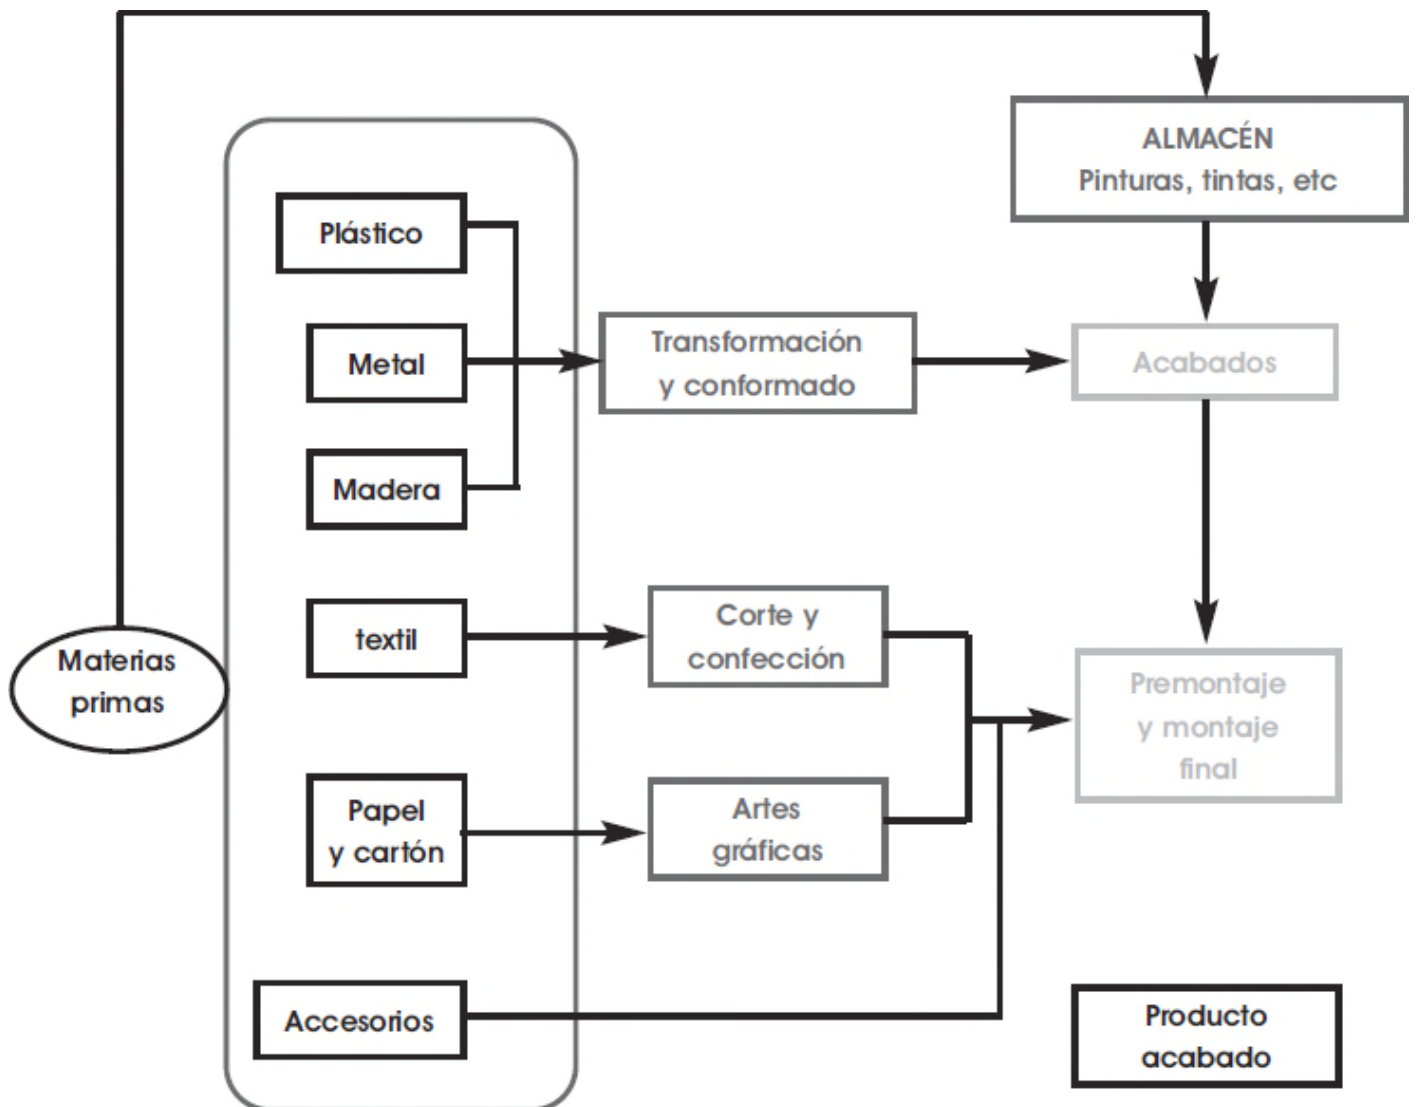 ALMACÉN
Pinturas, tintas, etc
Plástico
Metal
Transformación
y conformado
Acabados
Madera
textil
Corte y
confección
Materias
primas
Premontaje
y montaje
final
Papel
y cartón
Artes
gráficas
Accesorios
Producto
acabado